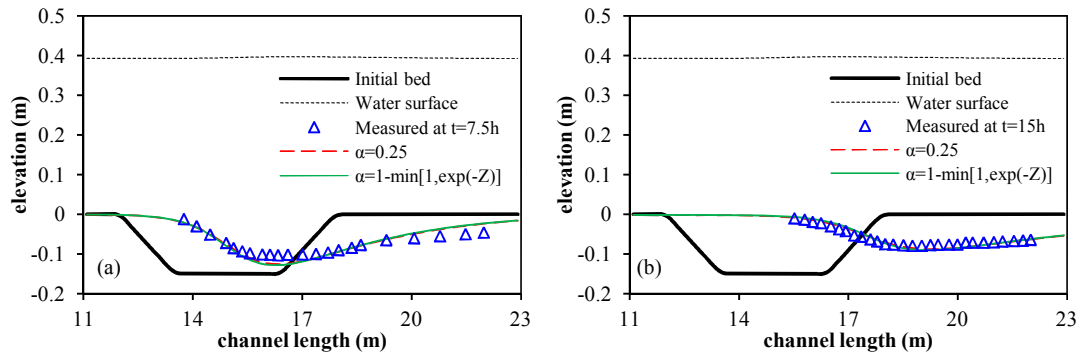 0.5
0.4
0.3
0.2
0.1
0
-0.1
-0.2
elevation (m)
Initial bed
Water surface
Measured at t=7.5h
α=0.25
α=1-min[1,exp(-Z)]
(a)
11 14 17 20 23
channel length (m)
0.5
0.4
0.3
0.2
0.1
0
-0.1
-0.2
elevation (m)
Initial bed
Water surface
Measured at t=15h
α=0.25
α=1-min[1,exp(-Z)]
(b)
11 14 17 20 23
channel length (m)